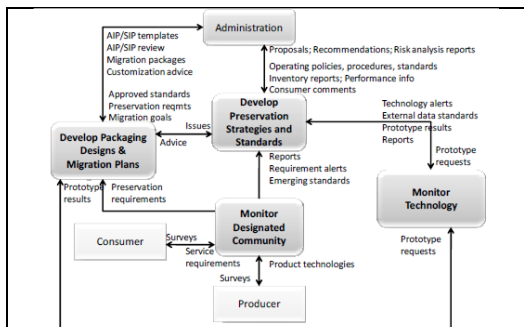 Administration
AIP/SIP templates
AIP/SIP review
Migration packages
Customization advice
Proposals; Recommendations; Risk analysis reports
Operating policies, procedures, standards
Inventory reports; Performance info
Consumer comments
Approved standards
Preservation reqmts
Migration goals
Develop
Preservation
Strategies and
Standards
Issues
Advice
Develop Packaging
Designs &
Migration Plans
Technology alerts
External data standards
Prototype results
Reports
Prototype
requests
Reports
Requirement alerts
Emerging standards
Prototype
results
Preservation
requirements
Monitor
Technology
Monitor
Designated
Community
Consumer
Surveys
Service
requirements
Prototype
requests
Product technologies
Surveys
Producer